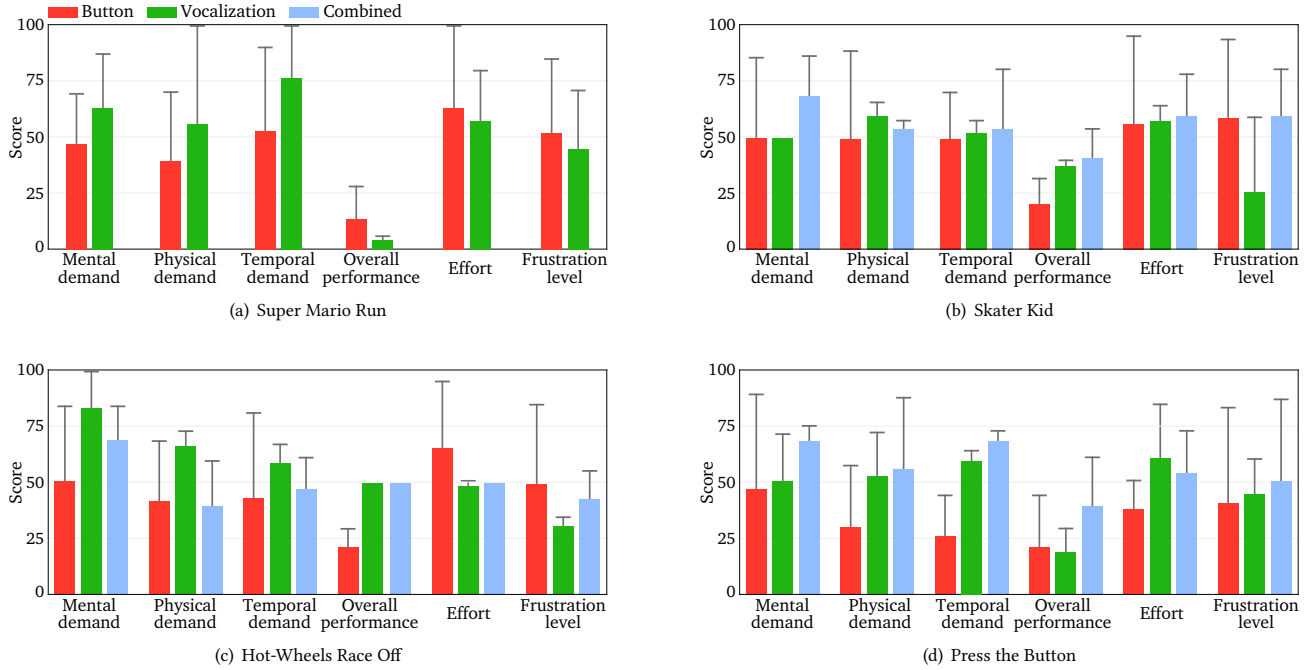 Button Vocalization Combined
100
75
50
25
0
Score
Mental demand
Physical demand
Temporal demand
Overall performance
Effort
Frustration level
(a) Super Mario Run
100
75
50
25
0
Score
Mental demand
Physical demand
Temporal demand
Overall performance
Effort
Frustration level
(b) Skater Kid
100
75
50
25
0
Score
Mental demand
Physical demand
Temporal demand
Overall performance
Effort
Frustration level
(c) Hot-Wheels Race Off
100
75
50
25
0
Score
Mental demand
Physical demand
Temporal demand
Overall performance
Effort
Frustration level
(d) Press the Button